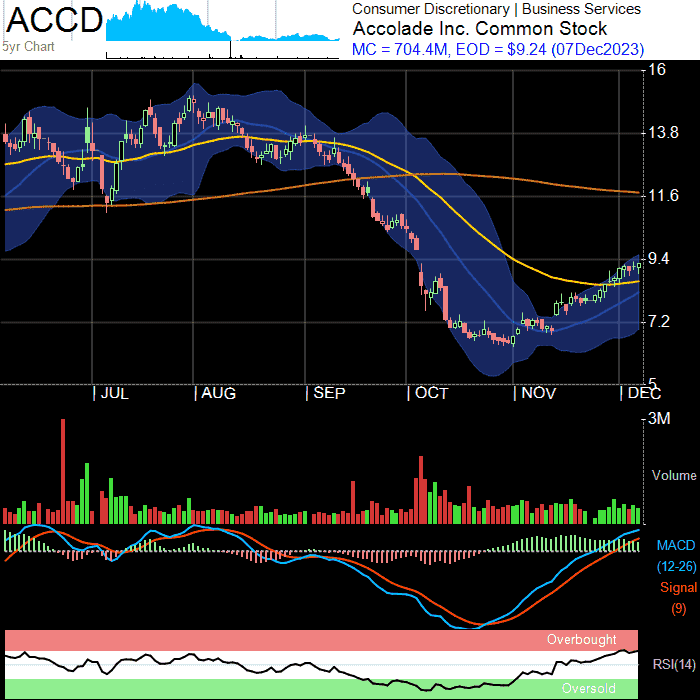 ACCD
5yr Chart
Consumer Discretionary | Business Services
Accolade Inc. Common Stock
MC = 704.4M, EOD = $9.24 (07Dec2023)
16
13.8
11.6
9.4
7.2
5
JUL AUG SEP OCT NOV DEC
3M
Volume
MACD
(12-26)
Signal
(9)
Overbought
RSI(14)
Oversold